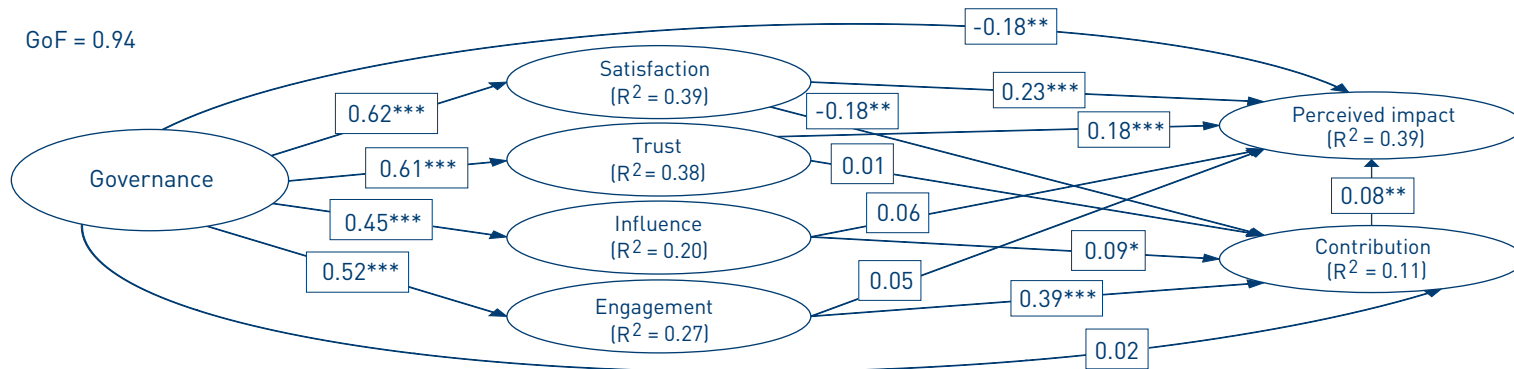 GoF = 0.94
-0.18**
Satisfaction
(R² = 0.39)
0.62***
0.23***
-0.18**
Perceived impact
(R² = 0.39)
Trust
(R² = 0.38)
0.18***
Governance
0.61***
0.01
0.08**
Influence
(R² = 0.20)
0.45***
0.06
0.09*
Contribution
(R² = 0.11)
0.52***
0.05
0.39***
Engagement
(R² = 0.27)
0.02